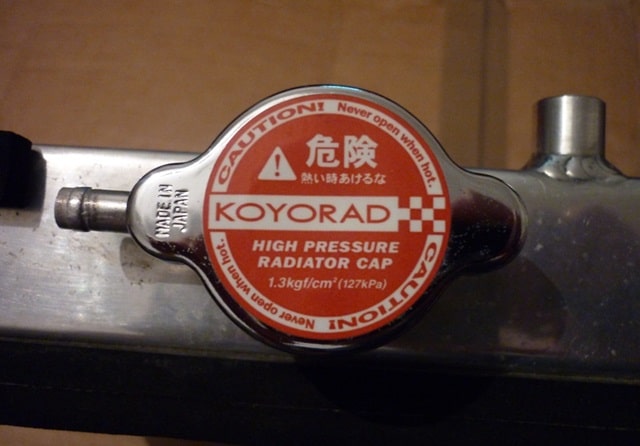 CAUTION! Never open when hot.
危険
熱い時あけるな
KOYORAD
HIGH PRESSURE
RADIATOR CAP
1.3kgf/cm² (127kPa)
CAUTION! Never open when hot.
MADE IN
JAPAN